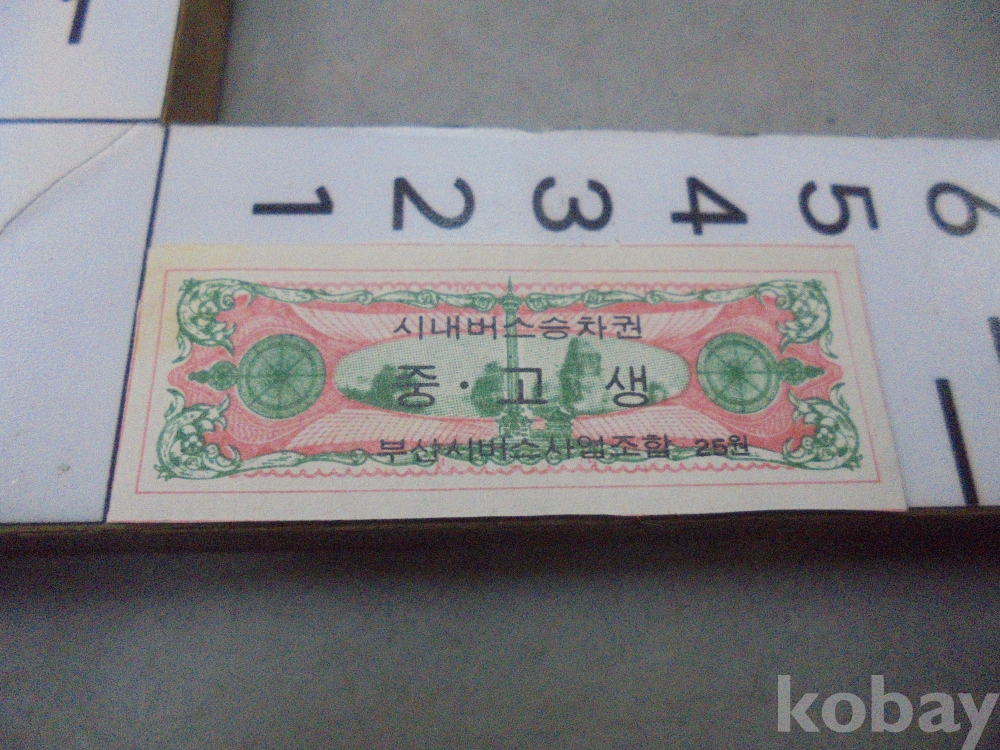 1 2 3 4 5 6
시내버스승차권
중·고생
부산시버스사업조합 25원
kobay